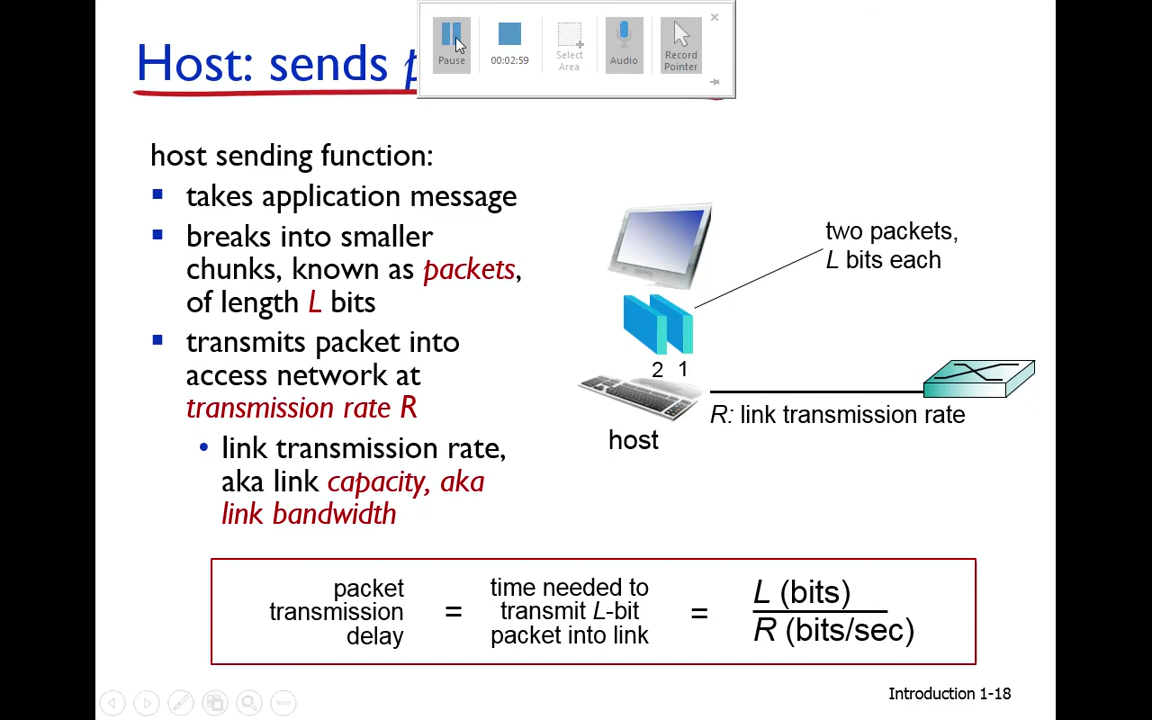 Host: sends p
Pause
00:02:59
Select
Area
Audio
Record
Pointer
host sending function:
takes application message
breaks into smaller
chunks, known as packets,
of length L bits
transmits packet into
access network at
transmission rate R
link transmission rate,
aka link capacity, aka
link bandwidth
two packets,
L bits each
2 1
R: link transmission rate
host
packet
transmission
delay
=
time needed to
transmit L-bit
packet into link
=
L (bits)
R (bits/sec)
Introduction 1-18